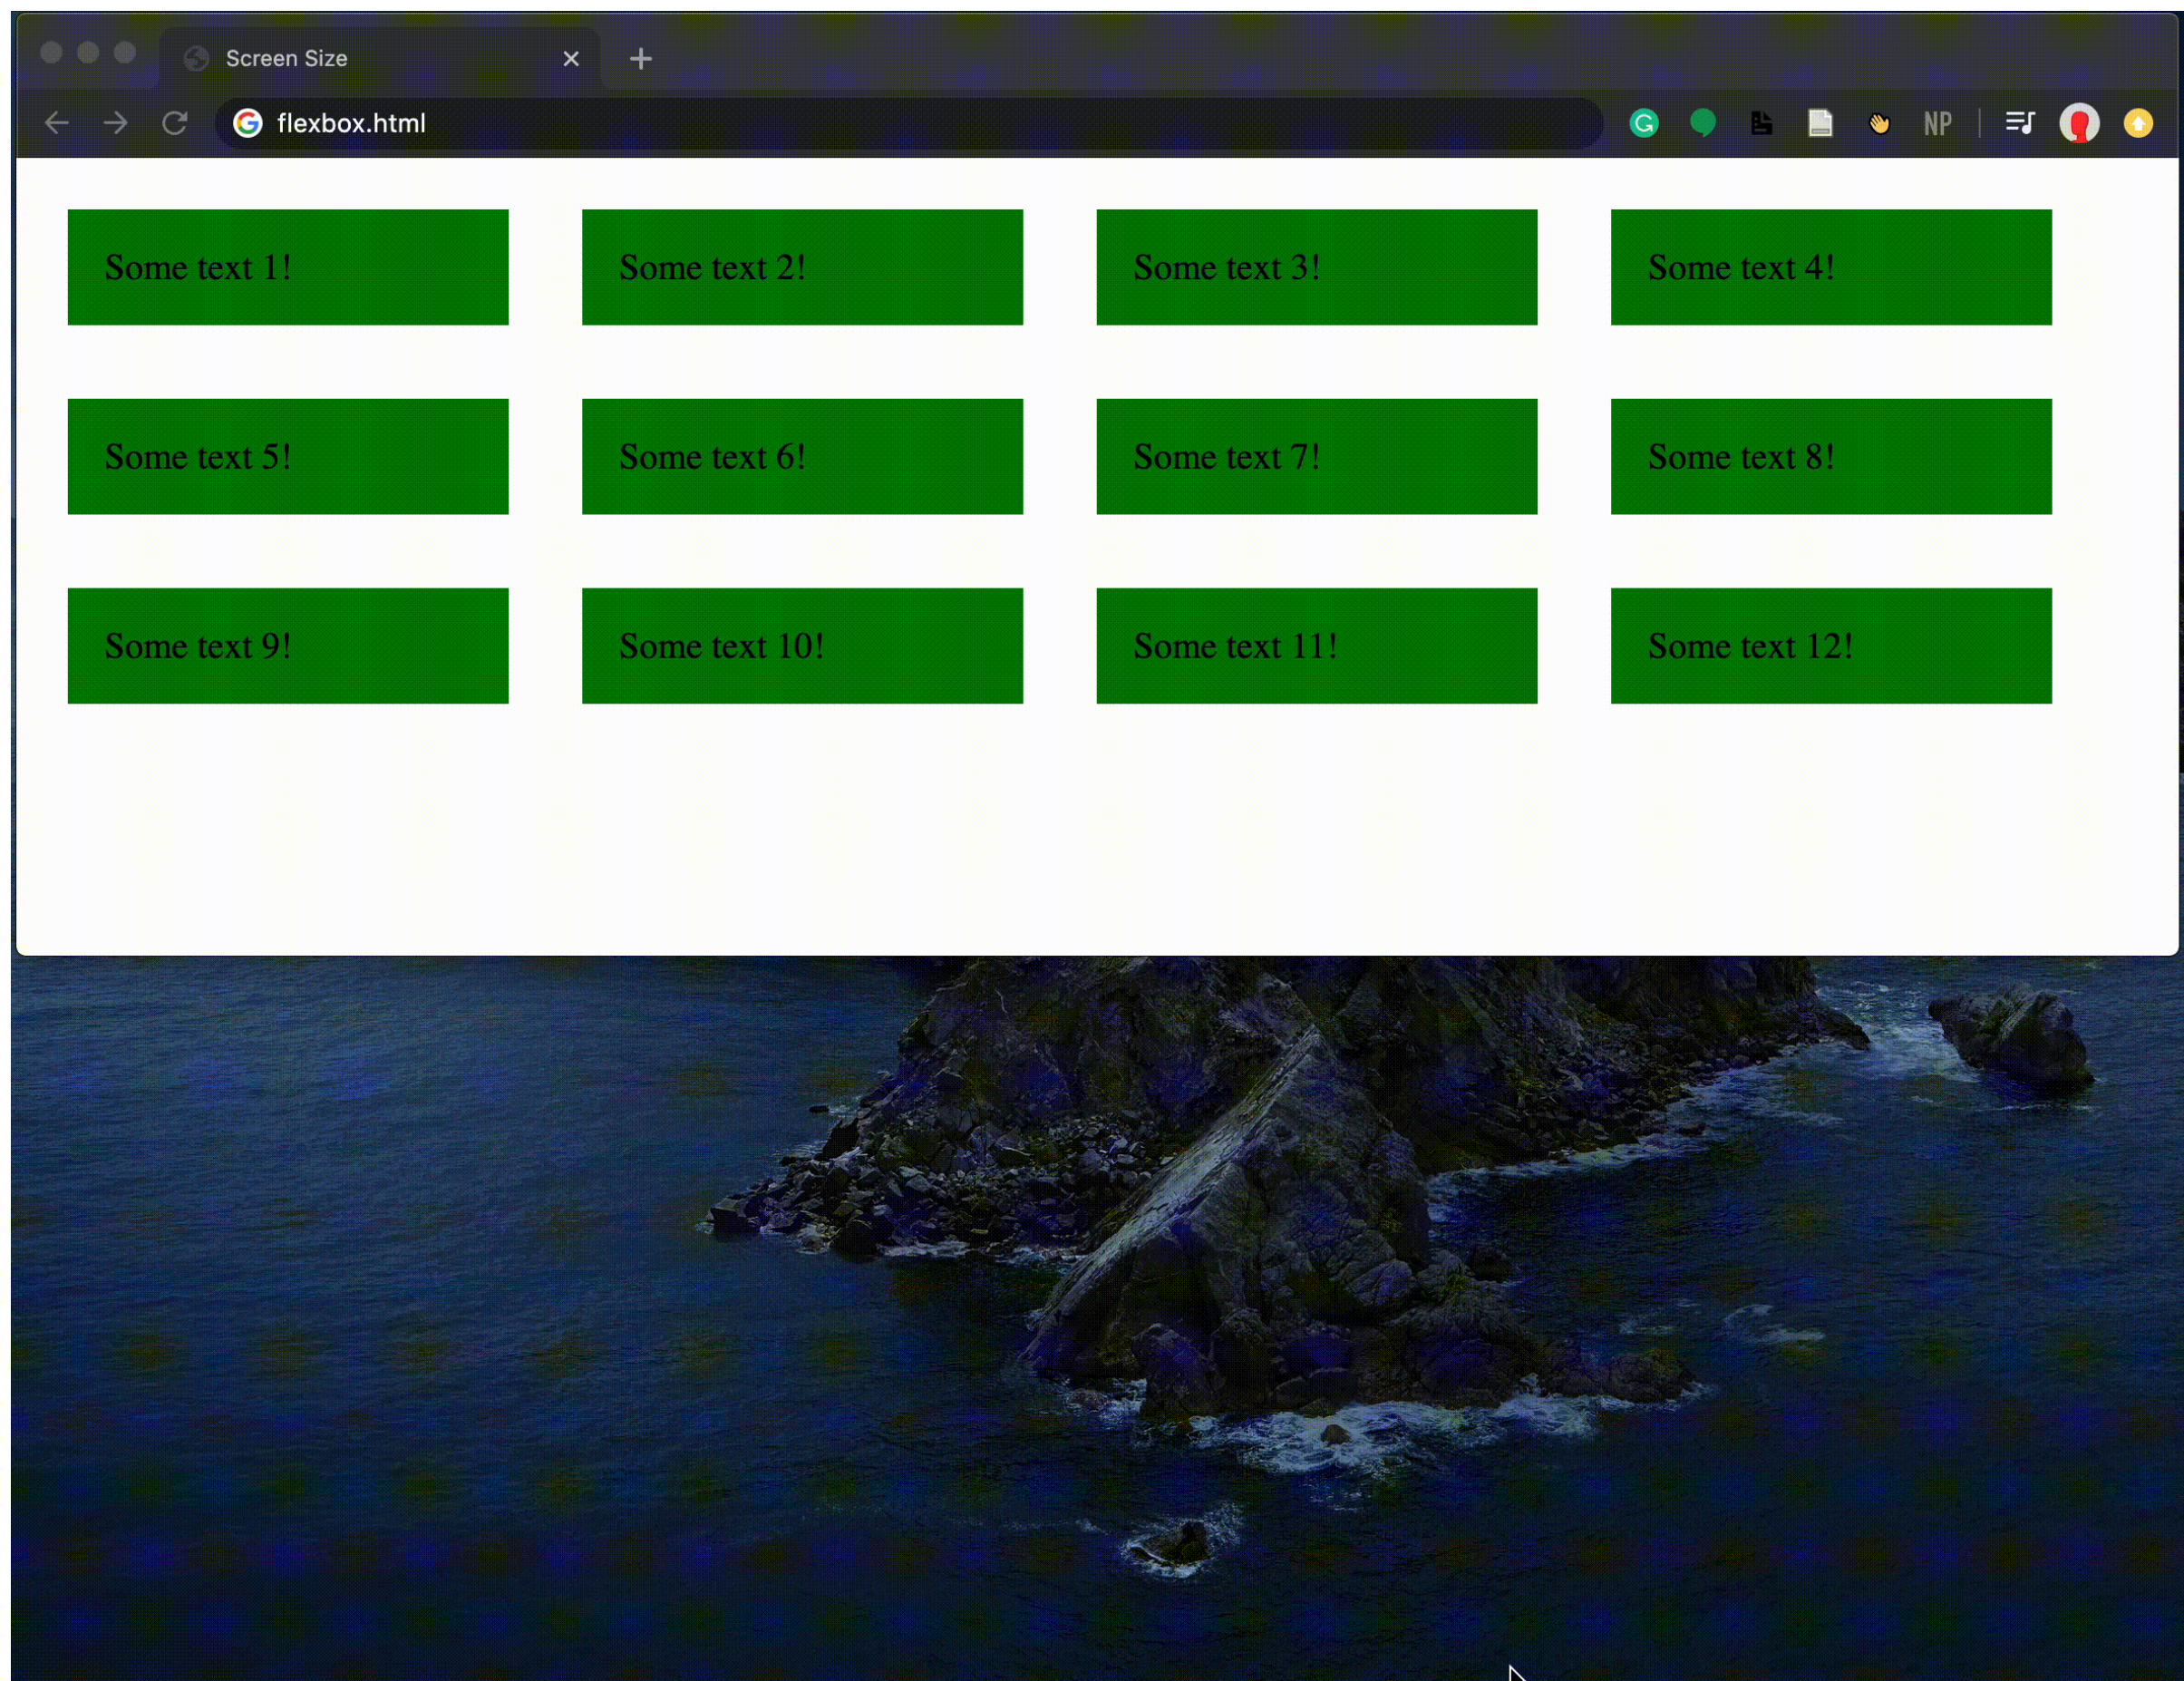 Screen Size
flexbox.html
NP
Some text 1! Some text 2! Some text 3! Some text 4!
Some text 5! Some text 6! Some text 7! Some text 8!
Some text 9! Some text 10! Some text 11! Some text 12!